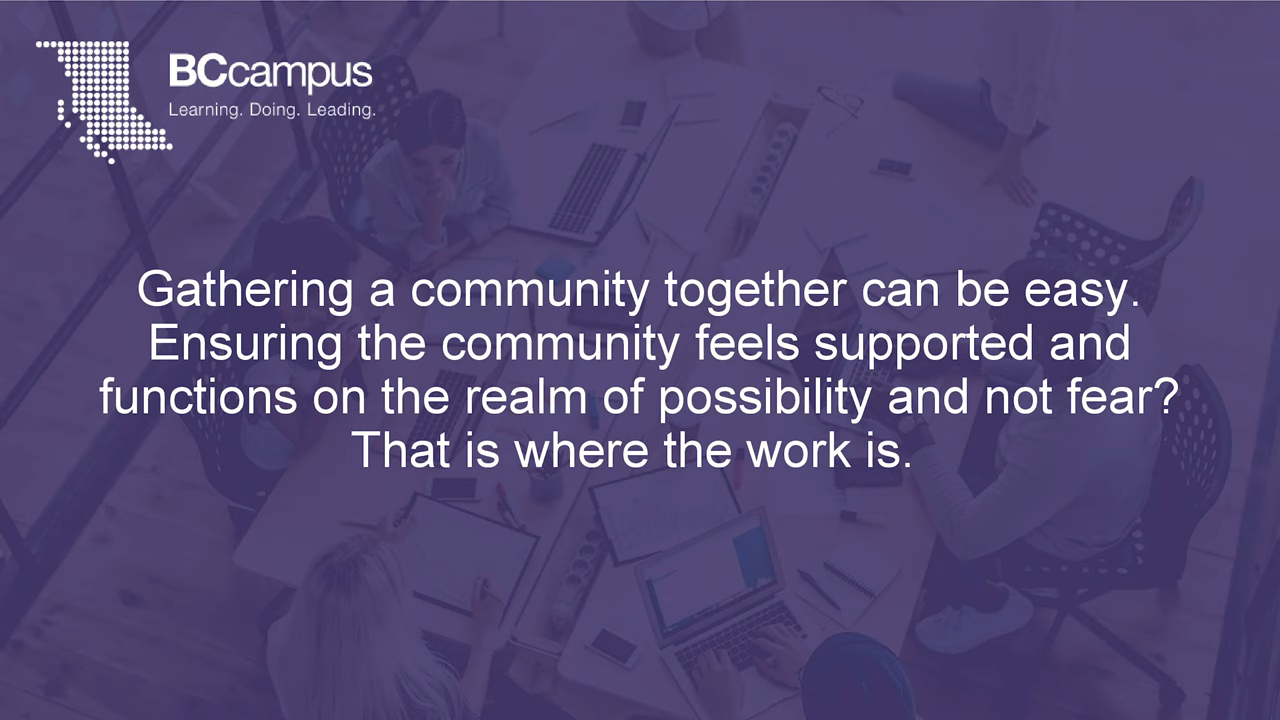 BCcampus
Learning. Doing. Leading.
Gathering a community together can be easy.
Ensuring the community feels supported and
functions on the realm of possibility and not fear?
That is where the work is.